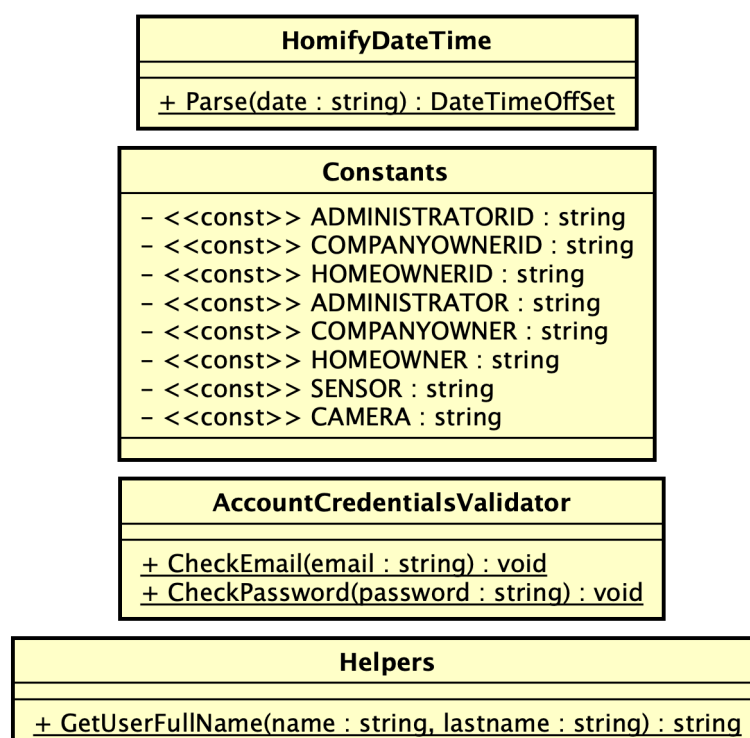 HomifyDateTime
+ Parse(date : string) : DateTimeOffSet
Constants
- <<const>> ADMINISTRATORID : string
- <<const>> COMPANYOWNERID : string
- <<const>> HOMEOWNERID : string
- <<const>> ADMINISTRATOR : string
- <<const>> COMPANYOWNER : string
- <<const>> HOMEOWNER : string
- <<const>> SENSOR : string
- <<const>> CAMERA : string
AccountCredentialsValidator
+ CheckEmail(email : string) : void
+ CheckPassword(password : string) : void
Helpers
+ GetUserFullName(name : string, lastname : string) : string